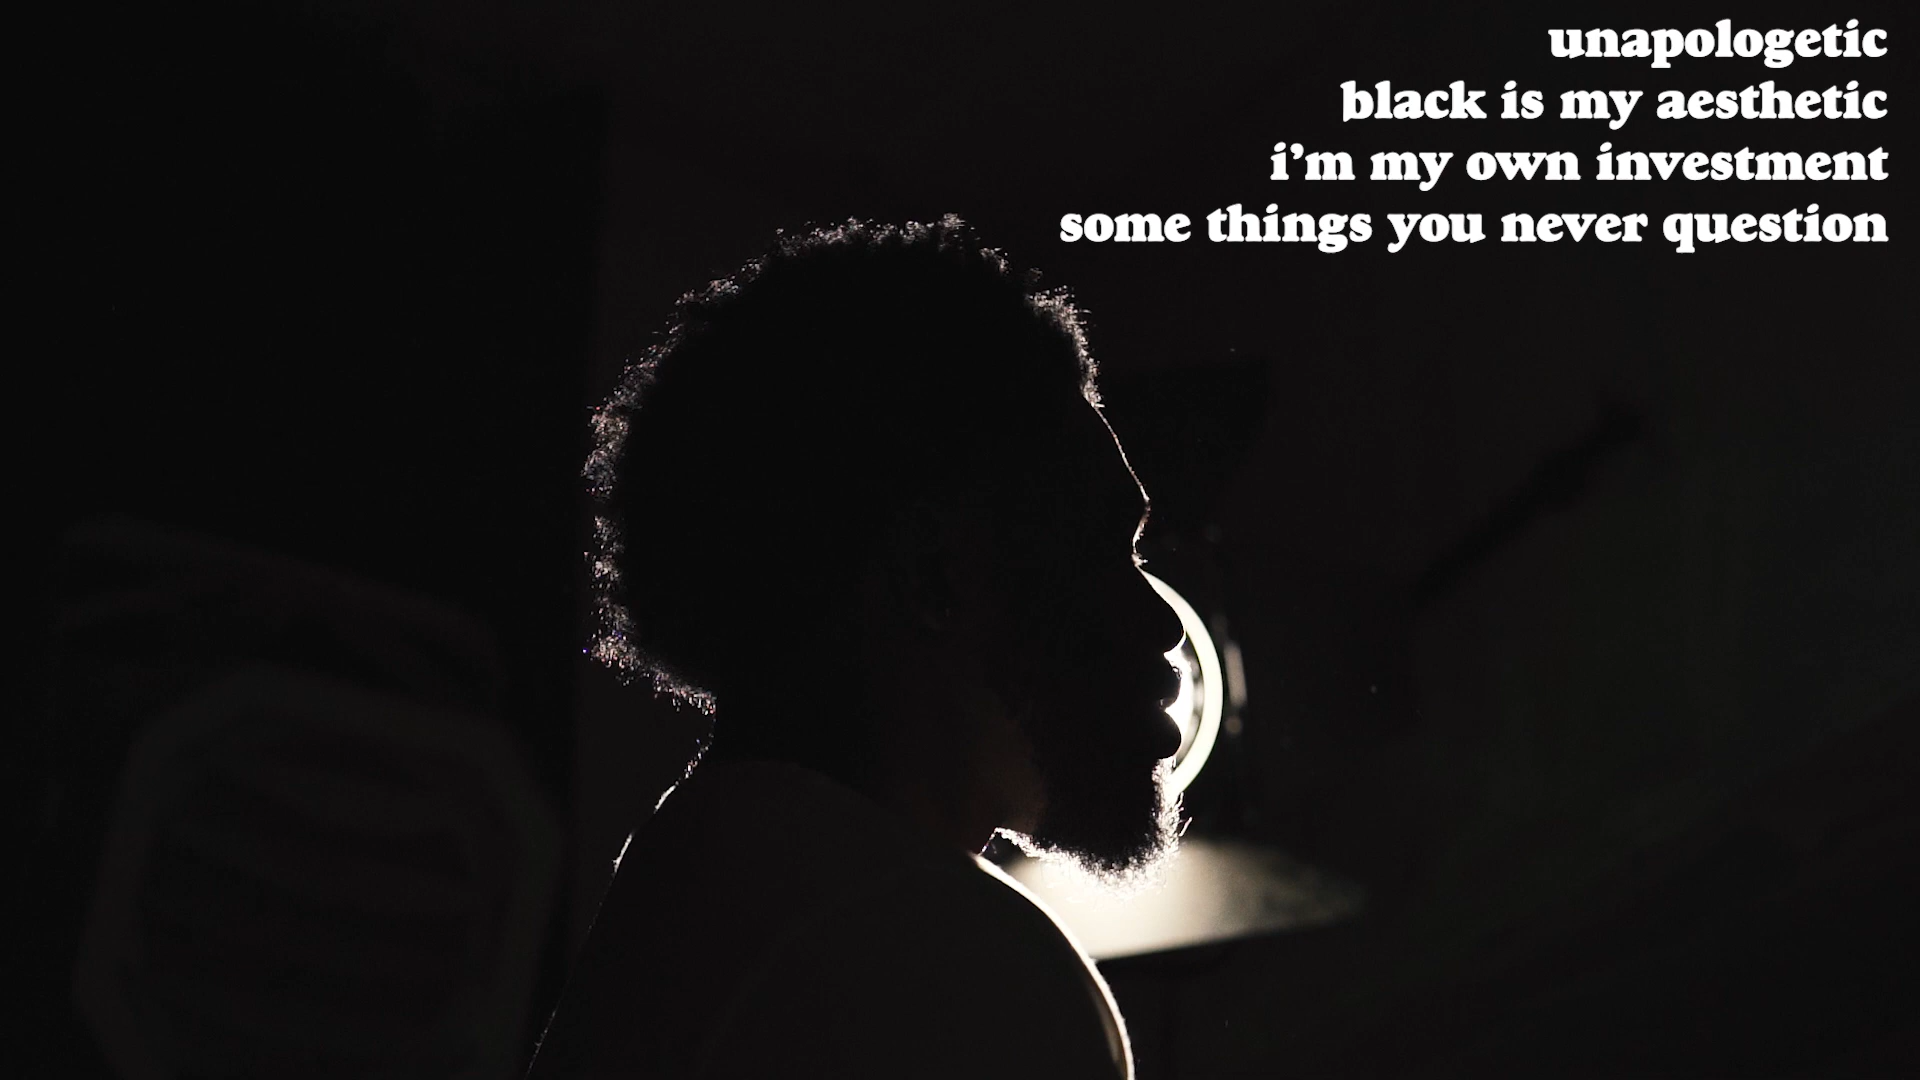 unapologetic
black is my aesthetic
i’m my own investment
some things you never question